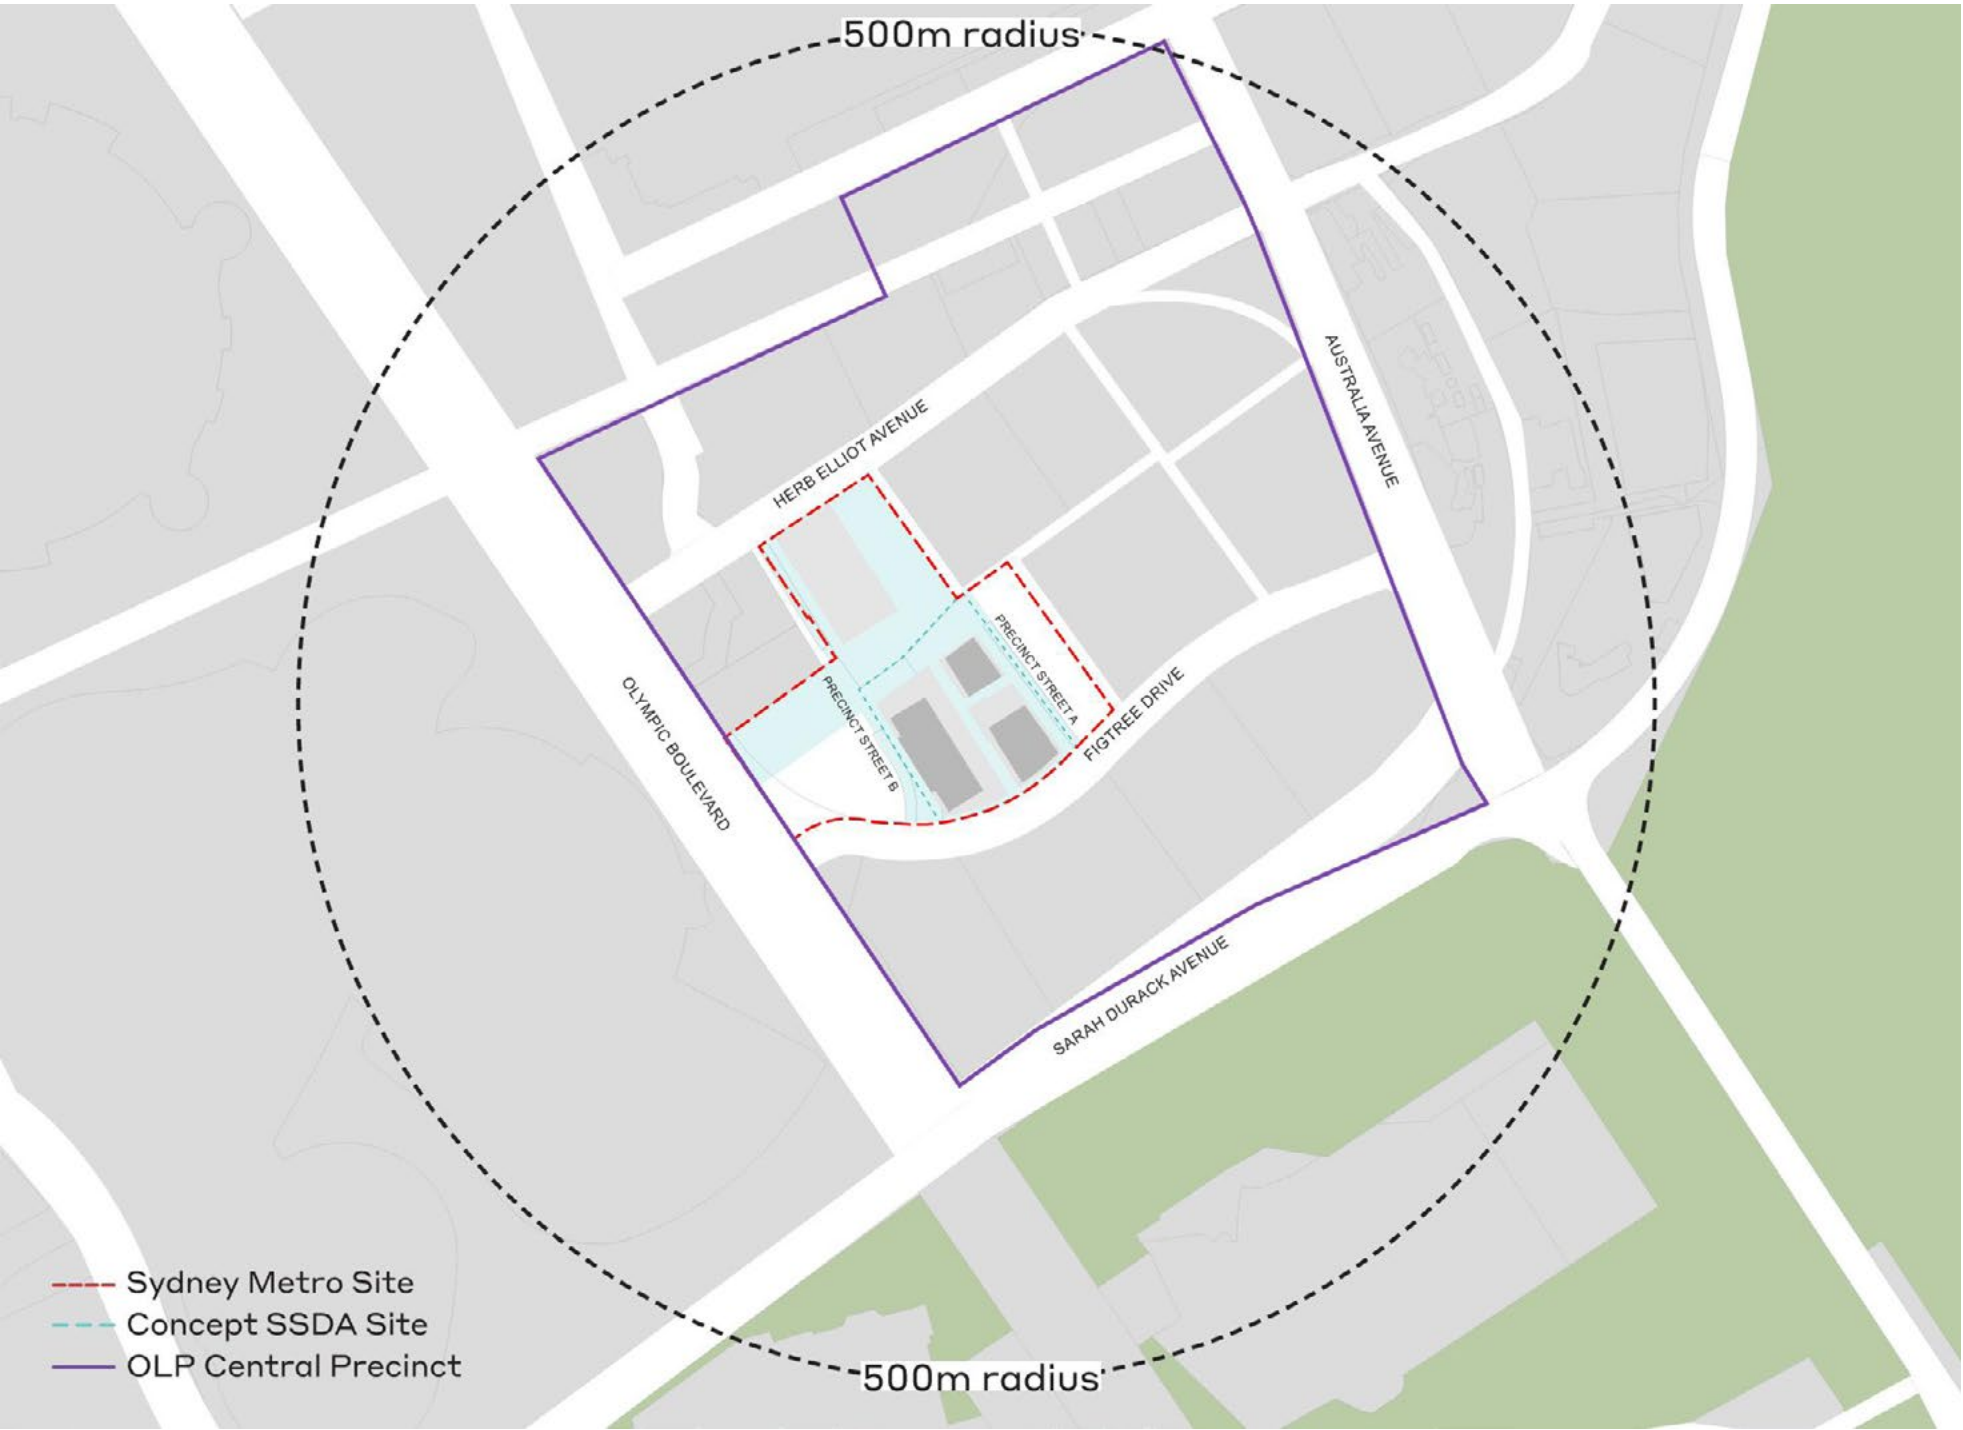 500m radius
AUSTRALIA AVENUE
HERB ELLIOT AVENUE
PRECINCT STREET A
PRECINCT STREET B
FIGTREE DRIVE
OLYMPIC BOULEVARD
SARAH DURACK AVENUE
Sydney Metro Site
Concept SSDA Site
OLP Central Precinct
500m radius